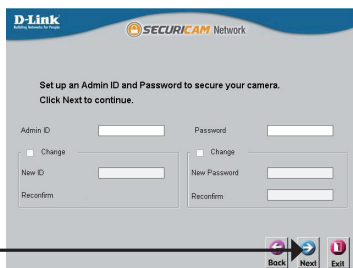 D-Link
Building Networks for People
SECURICAM Network
Set up an Admin ID and Password to secure your camera.
Click Next to continue.
Admin ID
Password
Change
Change
New ID
New Password
Reconfirm
Reconfirm
Back
Next
Exit